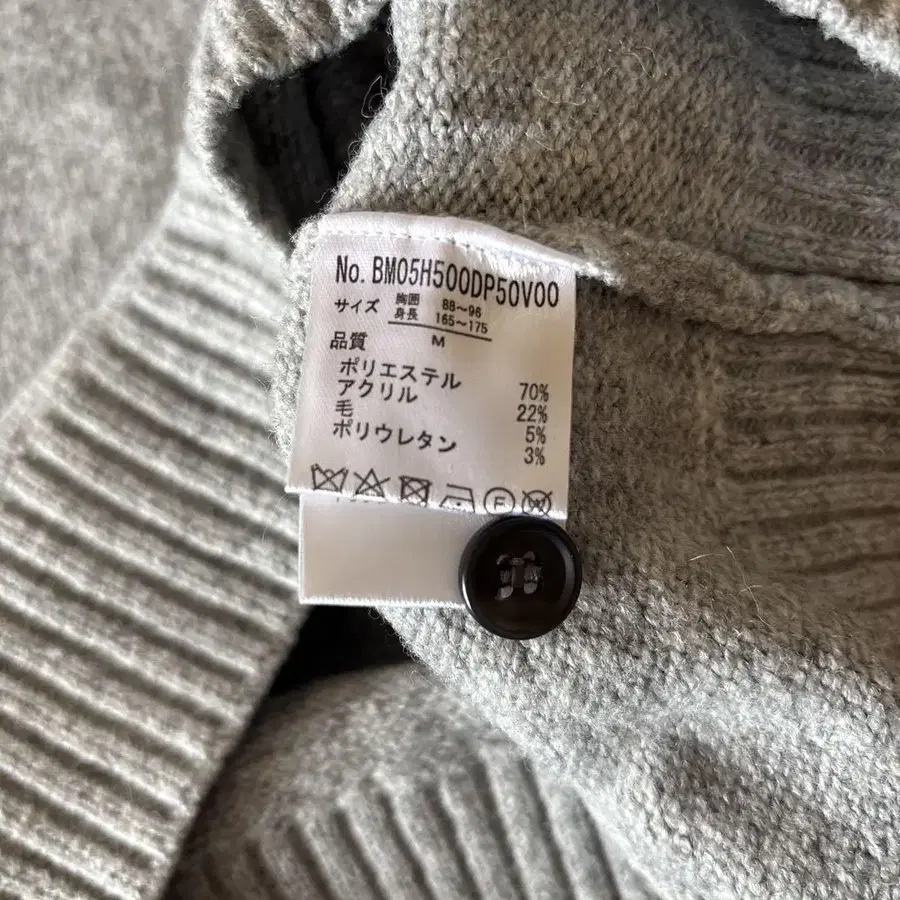 No. BM05H500DP50V00
サイズ 胸囲 88～96
身長 165～175
M
品質
ポリエステル 70%
アクリル 22%
毛 5%
ポリウレタン 3%
F W